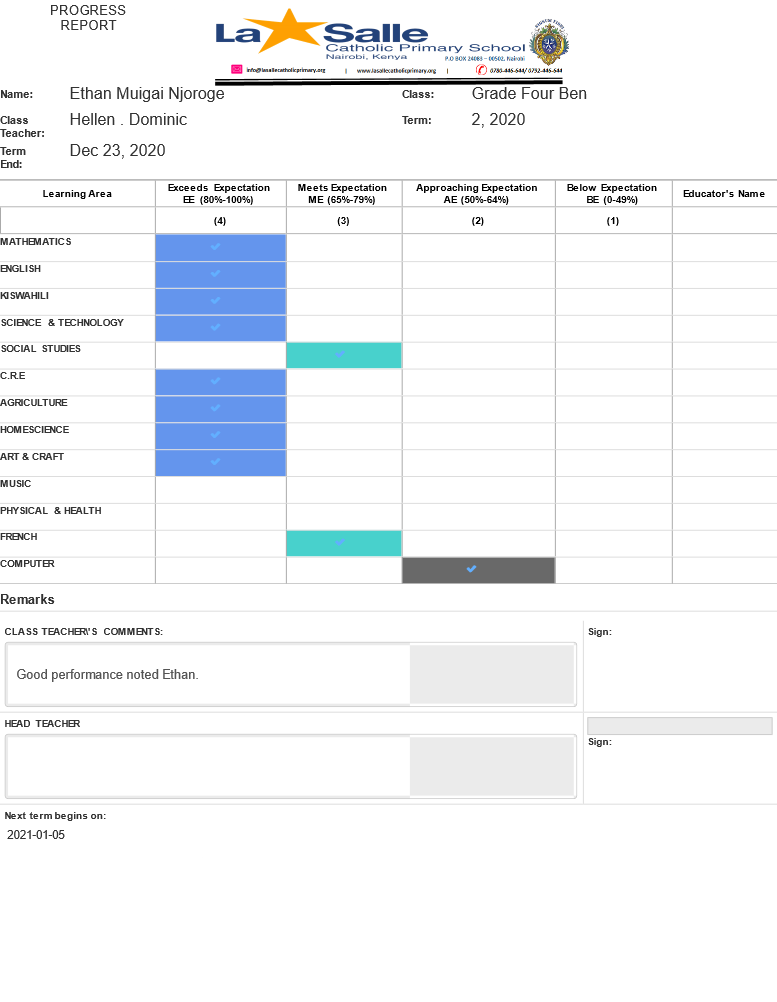 PROGRESS
REPORT
La Salle
Catholic Primary School
Nairobi, Kenya
P.O BOX 24083 – 00502, Nairobi
info@lasallecatholicprimary.org | www.lasallecatholicprimary.org | 0780-446-644/ 0732-446-644
Name: Ethan Muigai Njoroge Class: Grade Four Ben
Class Teacher: Hellen . Dominic Term: 2, 2020
Term End: Dec 23, 2020
Learning Area Exceeds Expectation EE (80%-100%) Meets Expectation ME (65%-79%) Approaching Expectation AE (50%-64%) Below Expectation BE (0-49%) Educator's Name
(4) (3) (2) (1)
MATHEMATICS
ENGLISH
KISWAHILI
SCIENCE & TECHNOLOGY
SOCIAL STUDIES
C.R.E
AGRICULTURE
HOMESCIENCE
ART & CRAFT
MUSIC
PHYSICAL & HEALTH
FRENCH
COMPUTER
Remarks
CLASS TEACHER\'S COMMENTS: Sign:
Good performance noted Ethan.
HEAD TEACHER
Sign:
Next term begins on:
2021-01-05